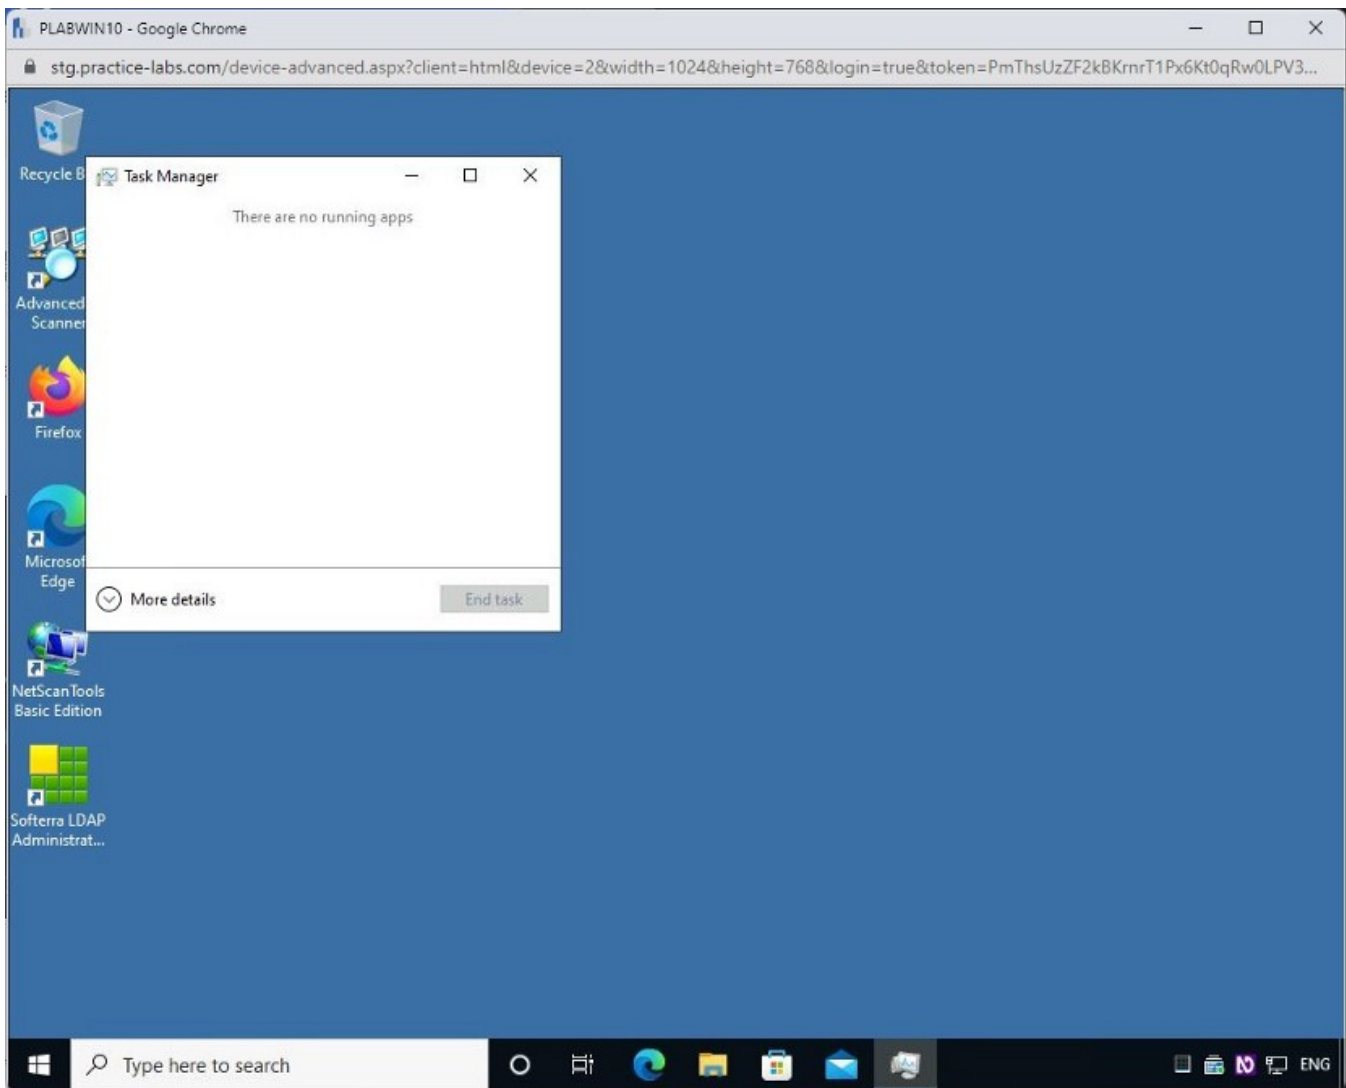 PLABWIN10 - Google Chrome
stg.practice-labs.com/device-advanced.aspx?client=html&device=2&width=1024&height=768&login=true&token=PmThsUzZF2kBKrnrT1Px6Kt0qRw0LPV3...
Recycle B
Task Manager
There are no running apps
Advanced
Scanner
Firefox
Microsof
Edge
More details
End task
NetScanTools
Basic Edition
Softerra LDAP
Administrat...
Type here to search
ENG